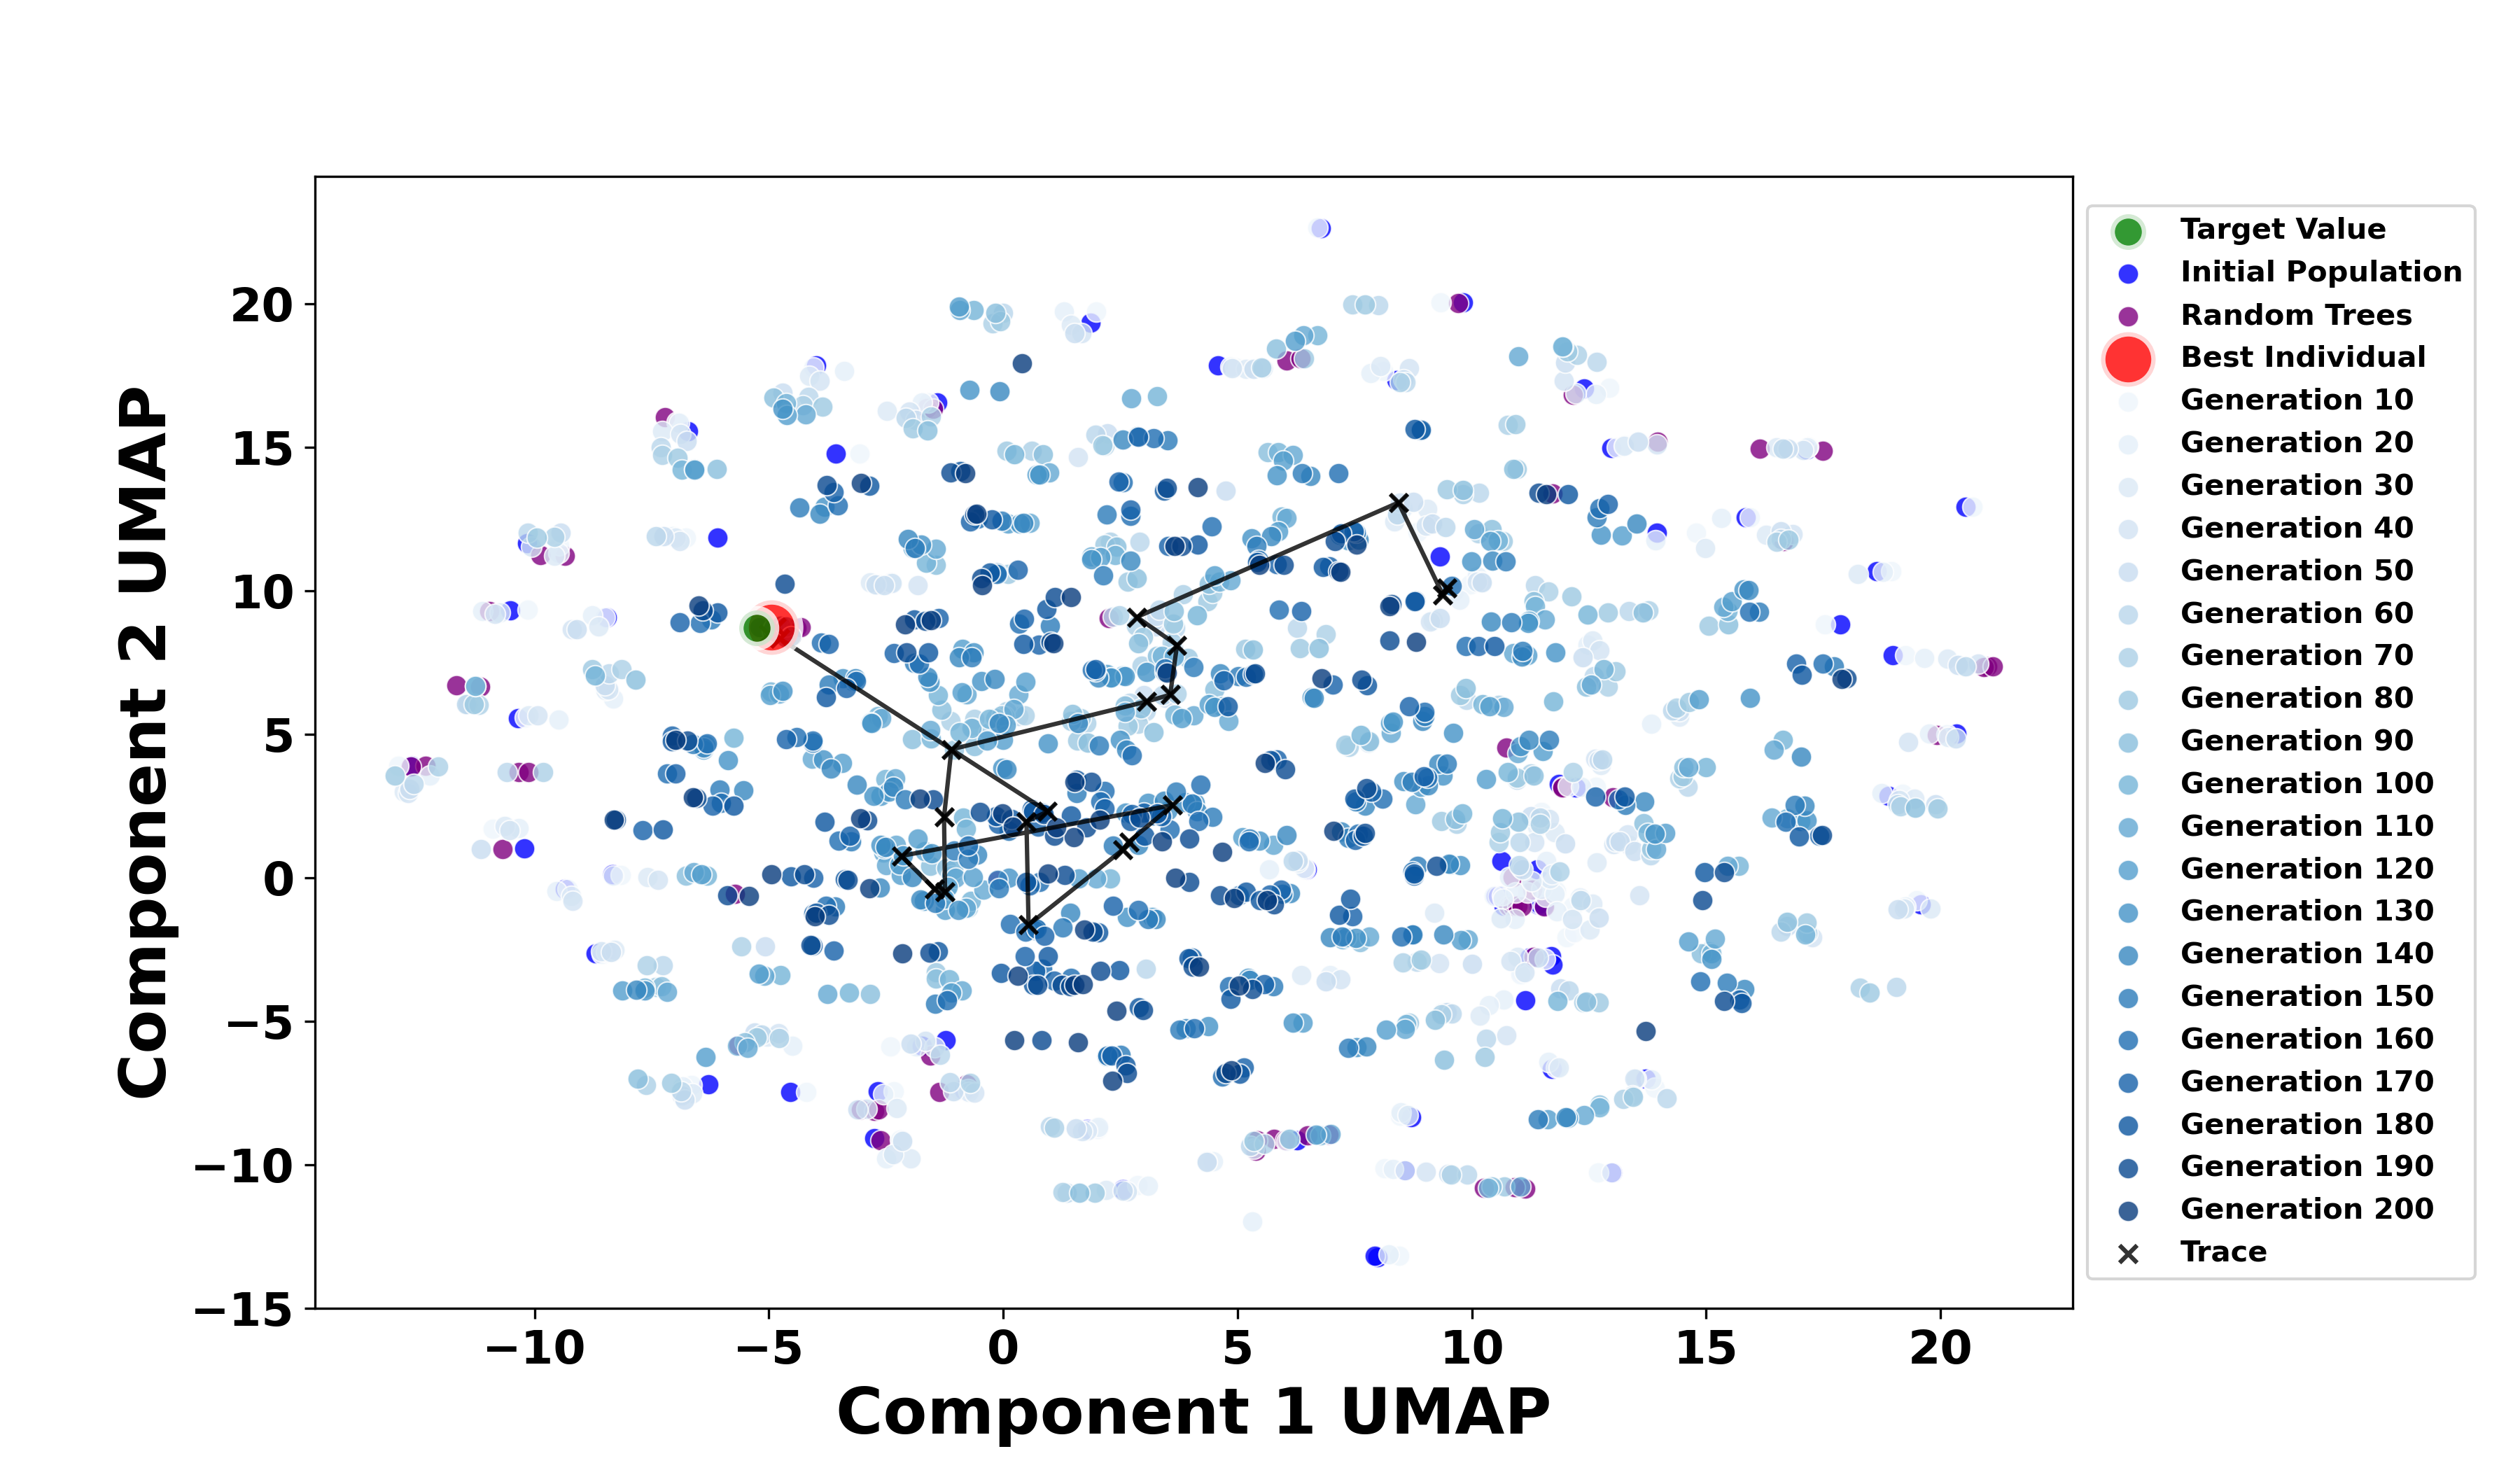 Component 2 UMAP
20
15
10
5
0
−5
−10
−15
−10
−5
0
5
10
15
20
Component 1 UMAP
Target Value
Initial Population
Random Trees
Best Individual
Generation 10
Generation 20
Generation 30
Generation 40
Generation 50
Generation 60
Generation 70
Generation 80
Generation 90
Generation 100
Generation 110
Generation 120
Generation 130
Generation 140
Generation 150
Generation 160
Generation 170
Generation 180
Generation 190
Generation 200
Trace